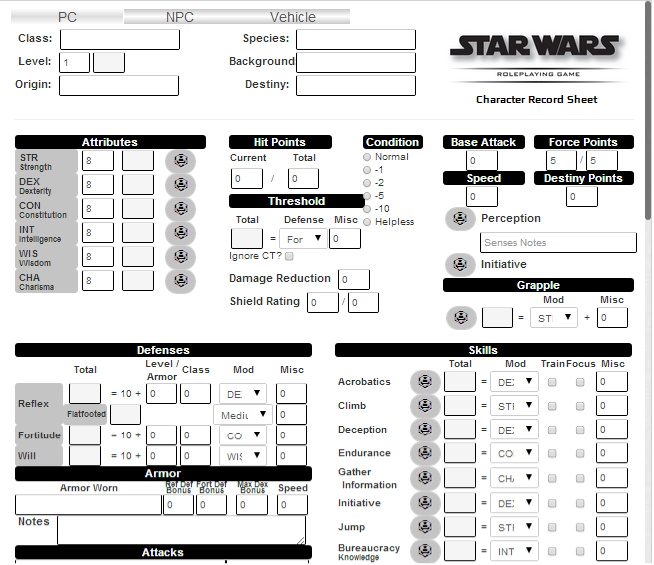 PC NPC Vehicle
Class: Species:
Level: 1 Background
Origin: Destiny:
STAR WARS
ROLEPLAYING GAME
Character Record Sheet
Attributes
STR 8
Strength
DEX 8
Dexterity
CON 8
Constitution
INT 8
Intelligence
WIS 8
Wisdom
CHA 8
Charisma
Hit Points
Current Total
0 / 0
Threshold
Total Defense Misc
= For 0
Ignore CT?
Damage Reduction 0
Shield Rating 0 / 0
Condition
Normal
-1
-2
-5
-10
Helpless
Base Attack Force Points
0 5 / 5
Speed Destiny Points
0 0
Perception
Senses Notes
Initiative
Grapple
Mod Misc
= ST + 0
Defenses
Total Level / Armor Class Mod Misc
Reflex = 10 + 0 0 DE 0
Flatfooted Medi 0
Fortitude = 10 + 0 0 CO 0
Will = 10 + 0 0 WI 0
Armor
Armor Worn Ref Def Bonus Fort Def Bonus Max Dex Bonus Speed
0 0 0 0
Notes
Attacks
Skills
Total Mod Train Focus Misc
Acrobatics = DE 0
Climb = ST 0
Deception = DE 0
Endurance = CO 0
Gather
Information = CH 0
Initiative = DE 0
Jump = ST 0
Bureaucracy = INT 0
Knowledge